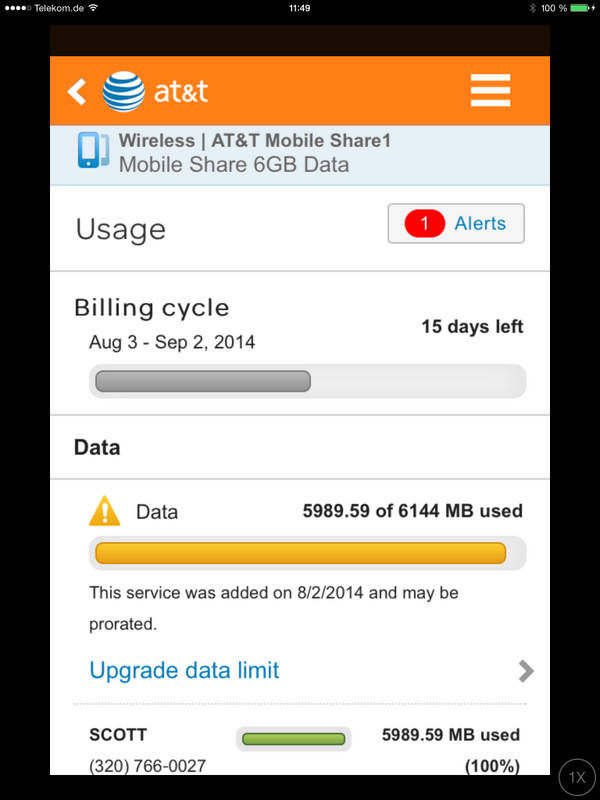 Telekom.de 11:49 100 %
at&t
Wireless | AT&T Mobile Share1
Mobile Share 6GB Data
Usage
1 Alerts
Billing cycle
15 days left
Aug 3 - Sep 2, 2014
Data
Data 5989.59 of 6144 MB used
This service was added on 8/2/2014 and may be
prorated.
Upgrade data limit
SCOTT 5989.59 MB used
(320) 766-0027 (100%)
1X